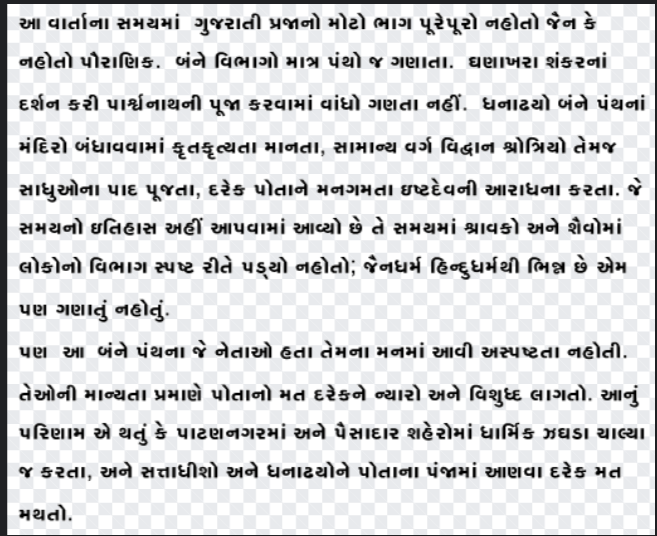 આ વાર્તાના સમયમાં ગુજરાતી પ્રજાનો મોટો ભાગ પૂરેપૂરો નહોતો જૈન કે
નહોતો પૌરાણિક. બંને વિભાગો માત્ર પંથો જ ગણાતા. ઘણાખરા શંકરનાં
દર્શન કરી પાર્શ્વનાથની પૂજા કરવામાં વાંધો ગણતા નહીં. ધનાઢયો બંને પંથનાં
મંદિરો બંધાવવામાં કૃતકૃત્યતા માનતા, સામાન્ય વર્ગ વિદ્વાન શ્રોત્રિયો તેમજ
સાધુઓના પાદ પૂજતા, દરેક પોતાને મનગમતા ઇષ્ટદેવની આરાધના કરતા. જે
સમયનો ઇતિહાસ અહીં આપવામાં આવ્યો છે તે સમયમાં શ્રાવકો અને શૈવોમાં
લોકોનો વિભાગ સ્પષ્ટ રીતે પડ્યો નહોતો; જૈનધર્મ હિન્દુધર્મથી ભિન્ન છે એમ
પણ ગણાતું નહોતું.
પણ આ બંને પંથના જે નેતાઓ હતા તેમના મનમાં આવી અસ્પષ્ટતા નહોતી.
તેઓની માન્યતા પ્રમાણે પોતાનો મત દરેકને ન્યારો અને વિશુધ્ધ લાગતો. આનું
પરિણામ એ થતું કે પાટણનગરમાં અને પૈસાદાર શહેરોમાં ધાર્મિક ઝઘડા ચાલ્યા
જ કરતા, અને સત્તાધીશો અને ધનાઢયોને પોતાના પંજામાં આણવા દરેક મત
મથતો.